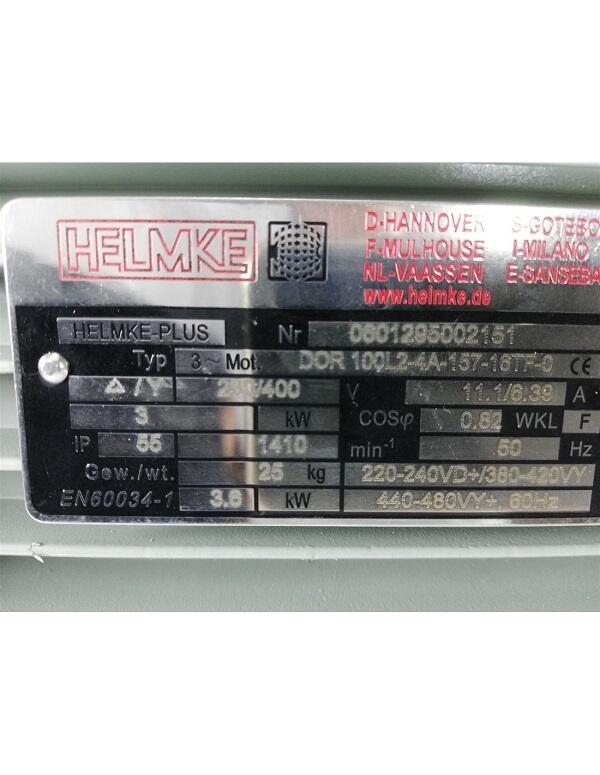 HELMKE
D-HANNOVER S-GOTEBO
F-MULHOUSE I-MILANO
NL-VAASSEN E-SANSEBA
www.helmke.de
HELMKE-PLUS Nr 0601295002151
Typ 3~Mot. DOR 100L2-4A-157-16TF-0 CE
△/Y 230/400 V 11.1/6.39 A
3 kW COSφ 0.82 WKL F
IP 55 1410 min-1 50 Hz
Gew./wt. 25 kg 220-240VD+/380-420VY
EN60034-1 3.6 kW 440-480VY+, 60Hz